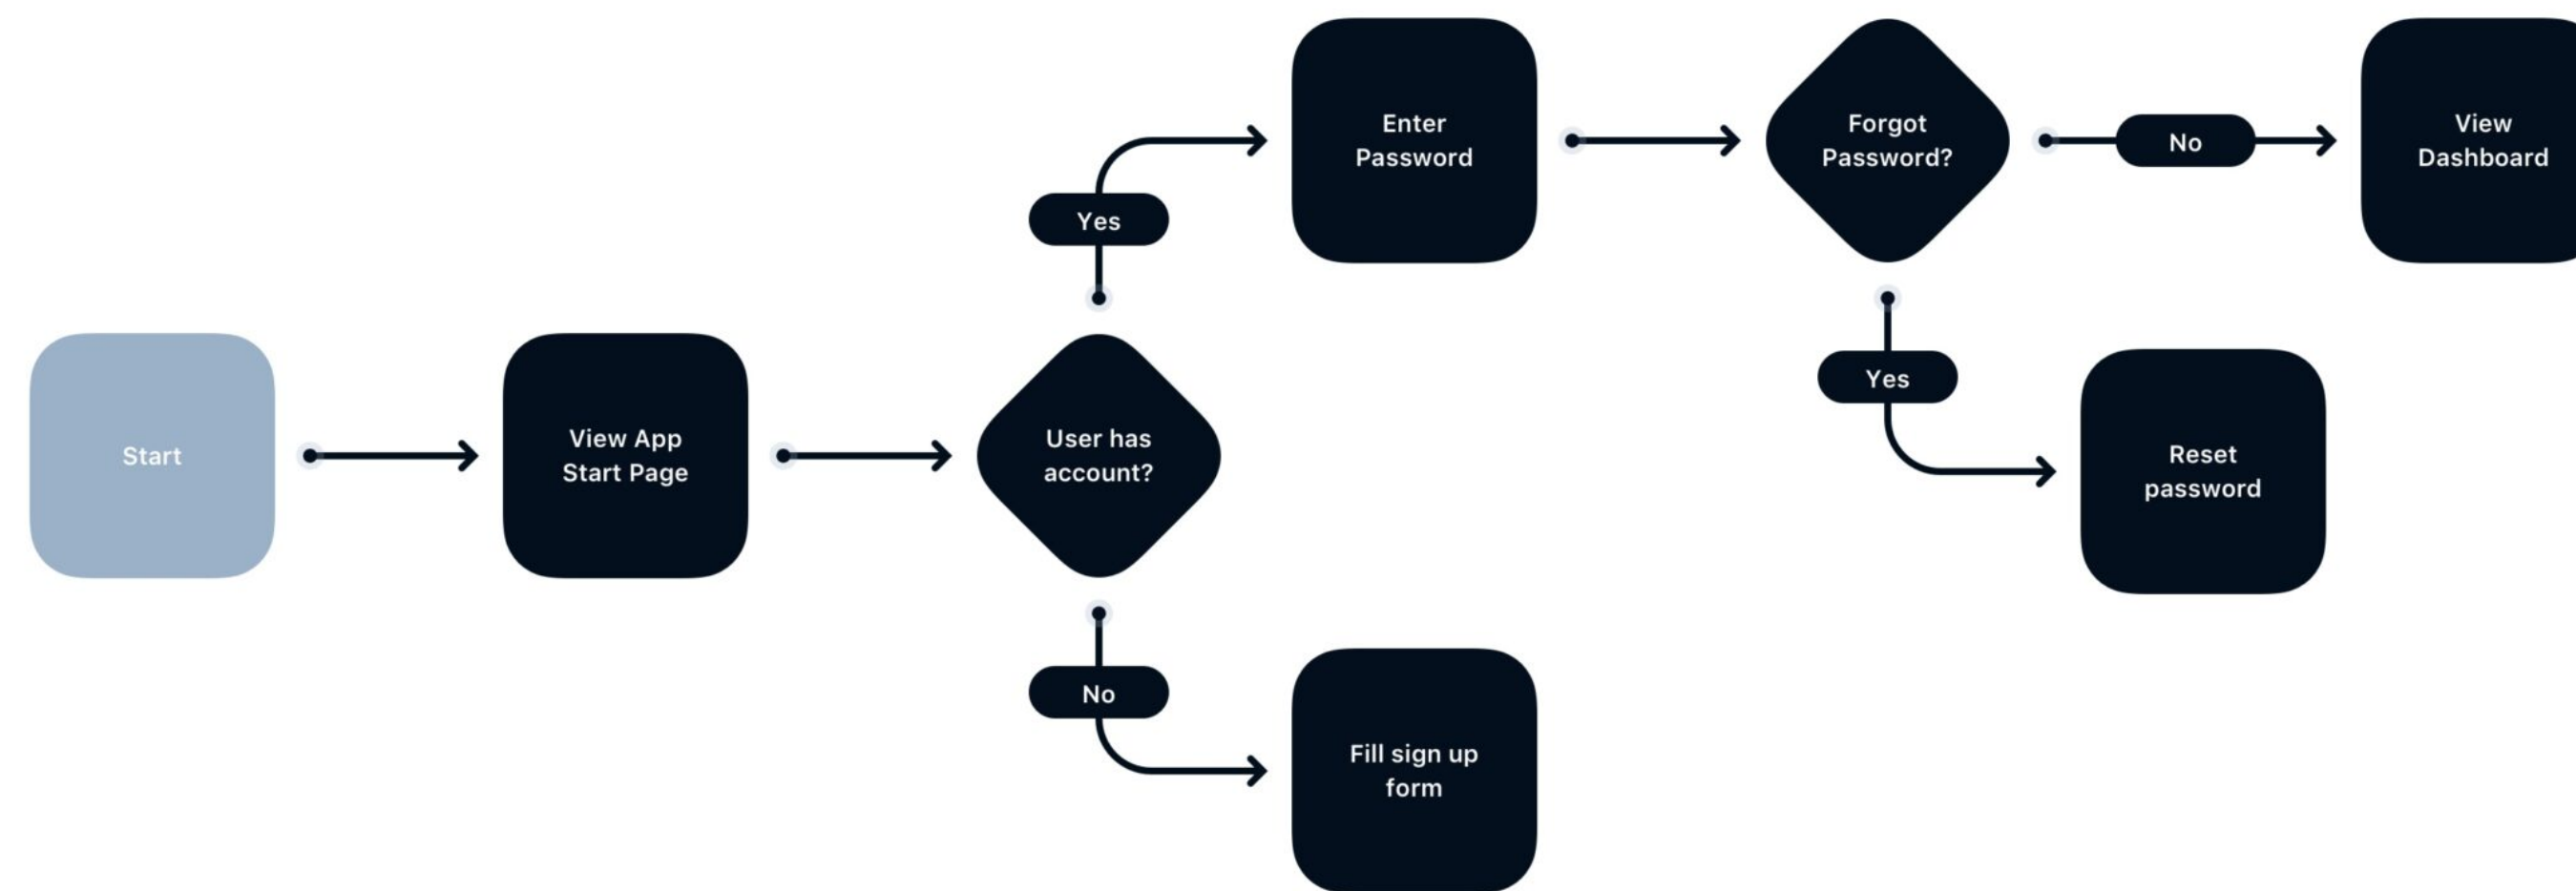 Start
View App
Start Page
User has
account?
Yes
Enter
Password
Forgot
Password?
No
View
Dashboard
Yes
Reset
password
No
Fill sign up
form